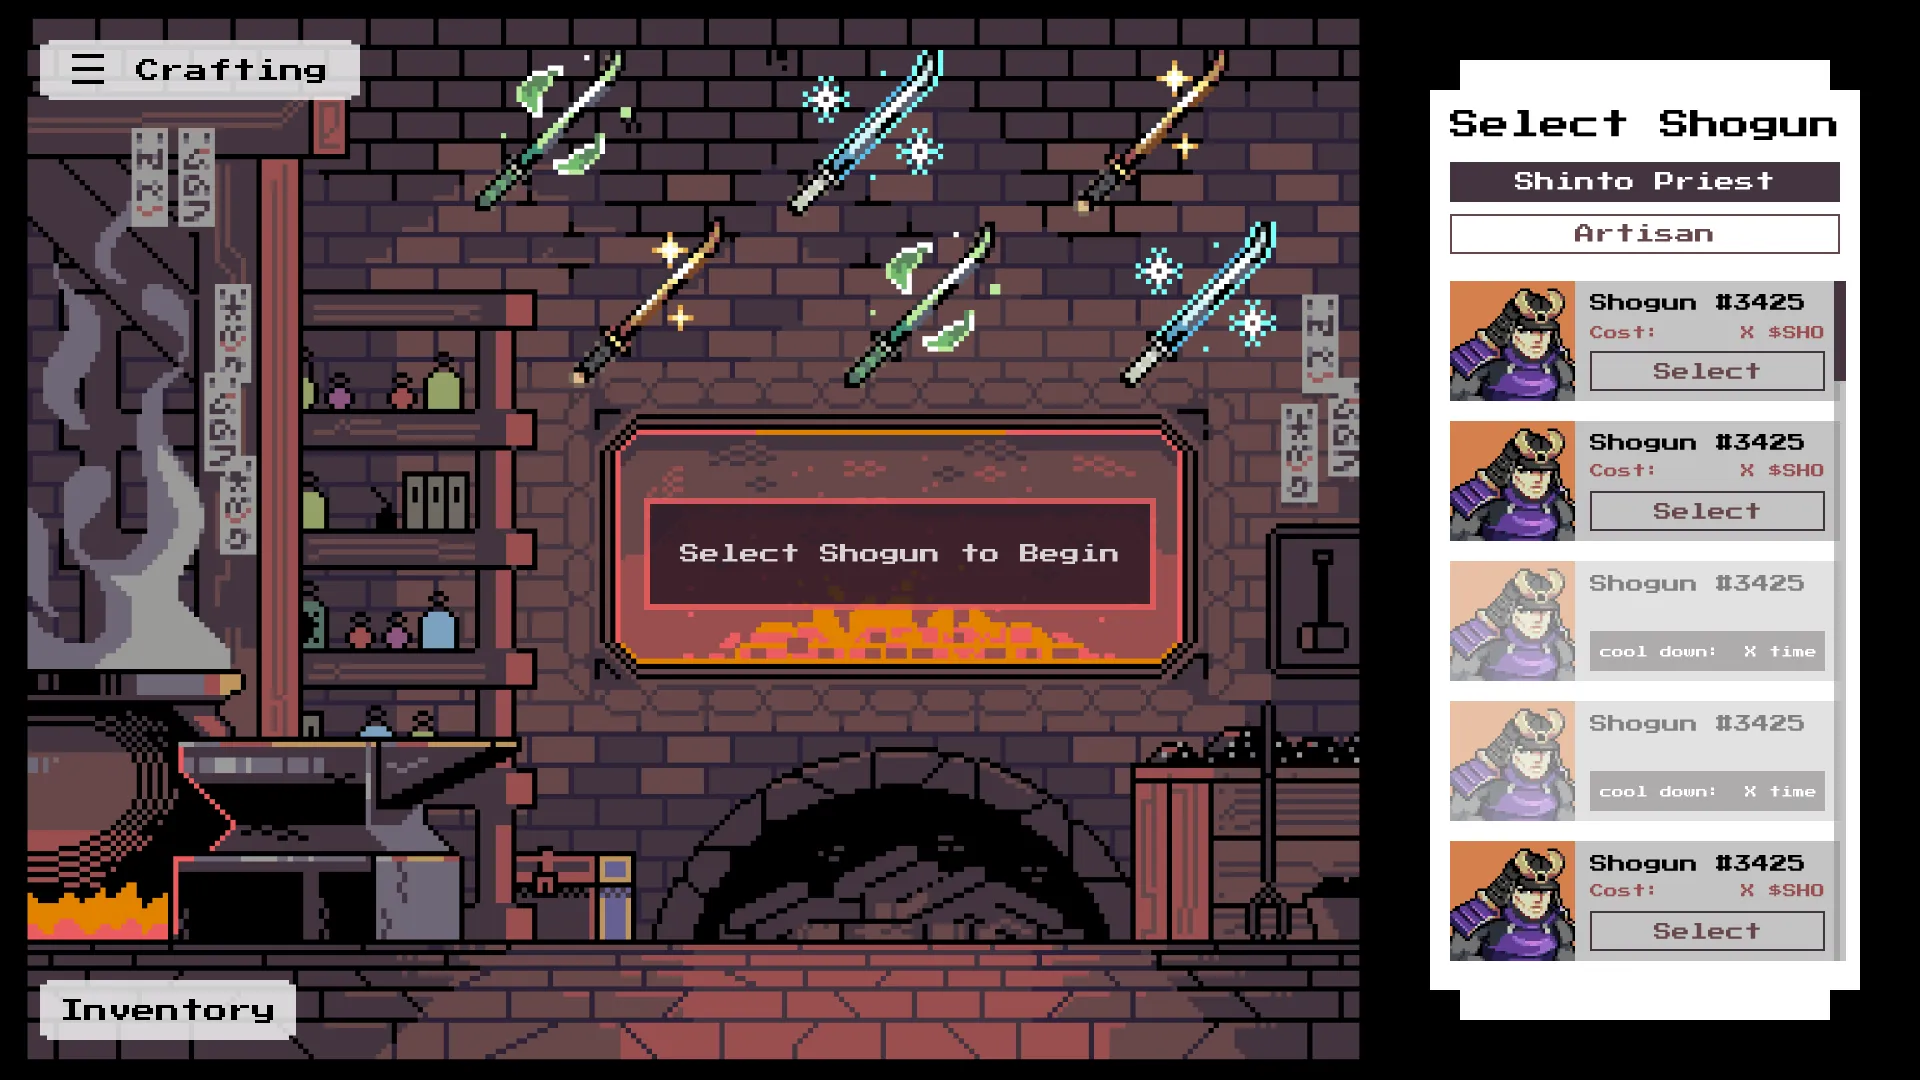 Crafting
Select Shogun to Begin
Inventory
Select Shogun
Shinto Priest
Artisan
Shogun #3425
Cost: X $SHO
Select
Shogun #3425
Cost: X $SHO
Select
Shogun #3425
cool down: X time
Shogun #3425
cool down: X time
Shogun #3425
Cost: X $SHO
Select